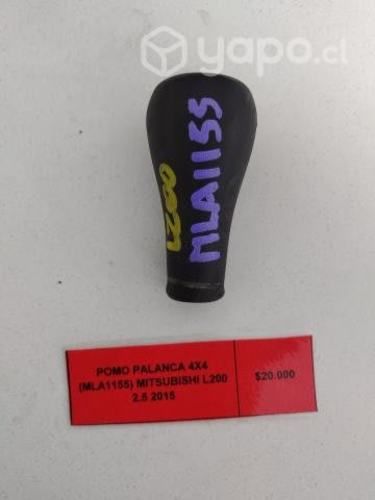 yapo.cl
L200
MLA1155
POMO PALANCA 4X4
(MLA1155) MITSUBISHI L200
2.5 2015
$20.000